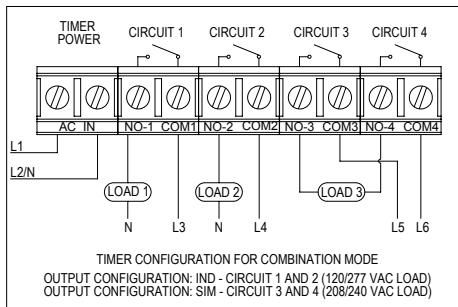 TIMER POWER
CIRCUIT 1 CIRCUIT 2 CIRCUIT 3 CIRCUIT 4
AC IN NO-1 COM1 NO-2 COM2 NO-3 COM3 NO-4 COM4
L1
L2/N
LOAD 1 LOAD 2 LOAD 3
N L3 N L4 L5 L6
TIMER CONFIGURATION FOR COMBINATION MODE
OUTPUT CONFIGURATION: IND - CIRCUIT 1 AND 2 (120/277 VAC LOAD)
OUTPUT CONFIGURATION: SIM - CIRCUIT 3 AND 4 (208/240 VAC LOAD)